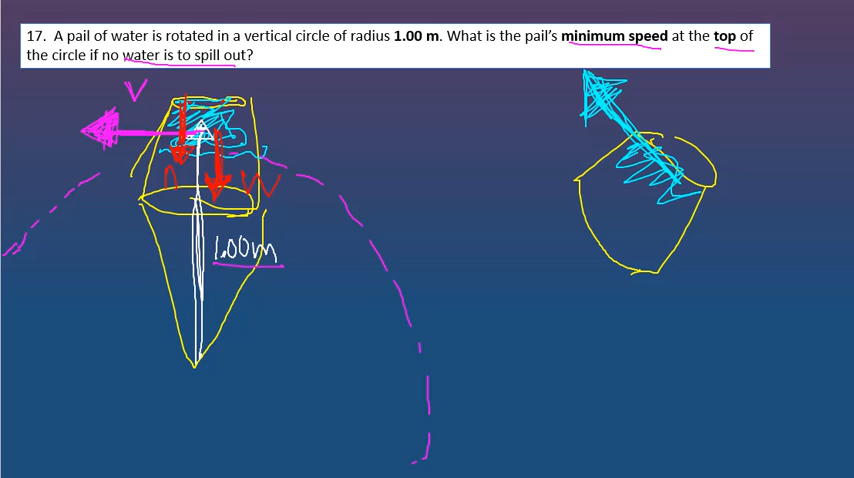 17. A pail of water is rotated in a vertical circle of radius 1.00 m. What is the pail's minimum speed at the top of
the circle if no water is to spill out?
V
n
W
1.00m